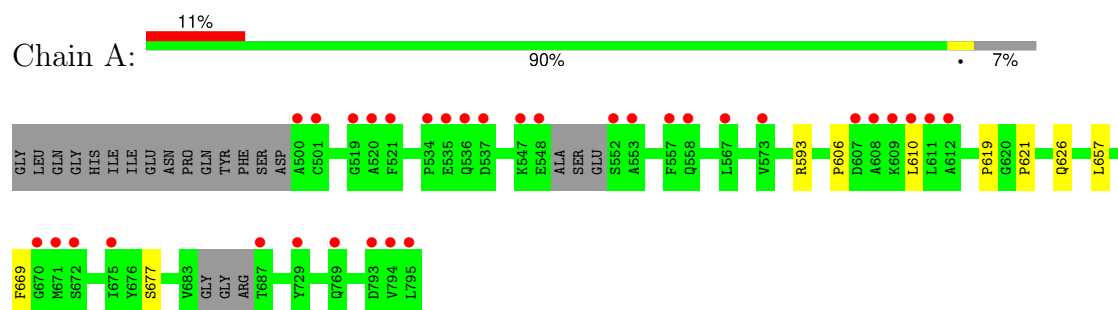 11%
Chain A:
90%
•
7%
GLY LEU GLN GLY HIS ILE ILE GLU ASN PRO GLN TYR PHE SER ASP A500 C501 G519 A520 F521 P534 E535 Q536 D537 K547 E548 ALA SER GLU S552 A553 F557 Q558 L567 V573 R593 P606 D607 A608 K609 L610 L611 A612 P619 G620 P621 Q626 L657
F669 G670 M671 S672 I675 Y676 S677 V683 GLY GLY ARG T687 Y729 Q769 D793 V794 L795